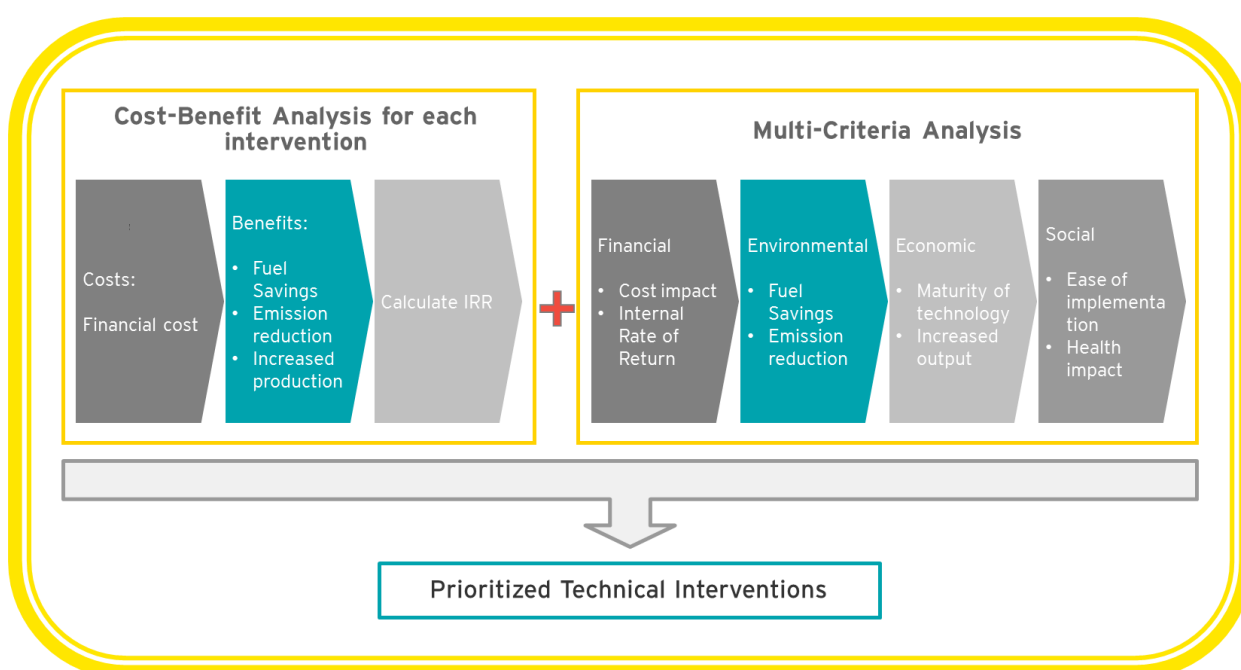 Cost-Benefit Analysis for each
intervention
Costs:
Financial cost
Benefits:
• Fuel
Savings
• Emission
reduction
• Increased
production
Calculate IRR
Multi-Criteria Analysis
Financial
• Cost impact
• Internal
Rate of
Return
Environmental
• Fuel
Savings
• Emission
reduction
Economic
• Maturity of
technology
• Increased
output
Social
• Ease of
implementa
tion
• Health
impact
Prioritized Technical Interventions